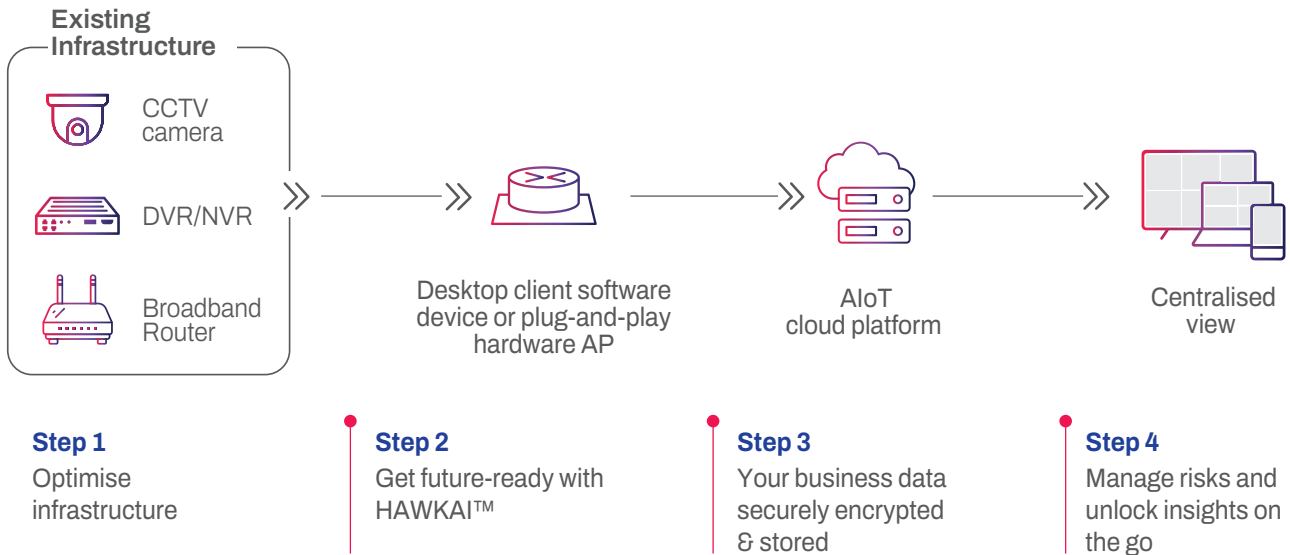 Existing
Infrastructure
CCTV
camera
DVR/NVR
Broadband
Router
Desktop client software
device or plug-and-play
hardware AP
AIoT
cloud platform
Centralised
view
Step 1
Optimise
infrastructure
Step 2
Get future-ready with
HAWKAI™
Step 3
Your business data
securely encrypted
& stored
Step 4
Manage risks and
unlock insights on
the go